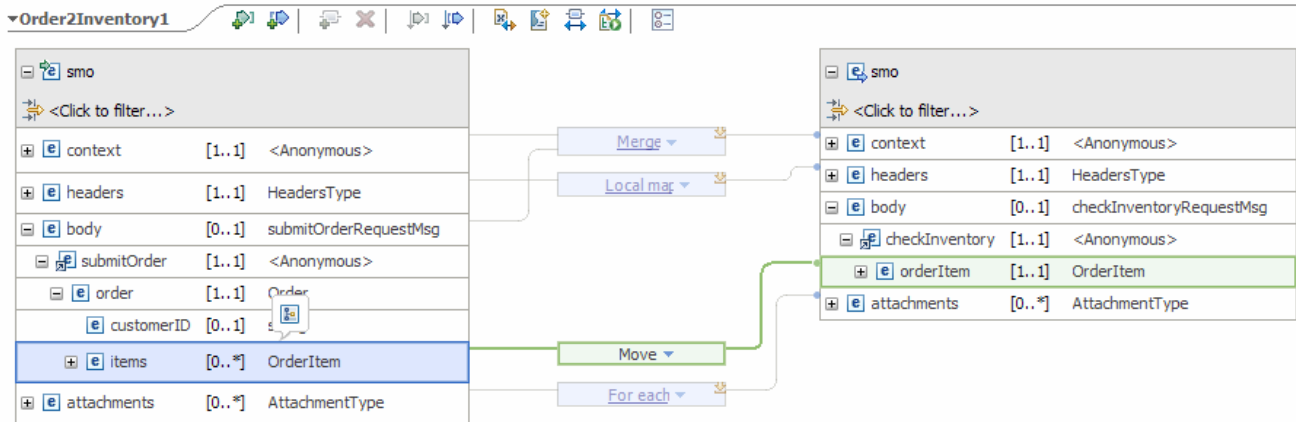 Order2Inventory1
smo
<Click to filter...>
context [1..1] <Anonymous>
headers [1..1] HeadersType
body [0..1] submitOrderRequestMsg
submitOrder [1..1] <Anonymous>
order [1..1] Order
customerID [0..1]
items [0..*] OrderItem
attachments [0..*] AttachmentType
Merge
Local map
Move
For each
smo
<Click to filter...>
context [1..1] <Anonymous>
headers [1..1] HeadersType
body [0..1] checkInventoryRequestMsg
checkInventory [1..1] <Anonymous>
orderItem [1..1] OrderItem
attachments [0..*] AttachmentType